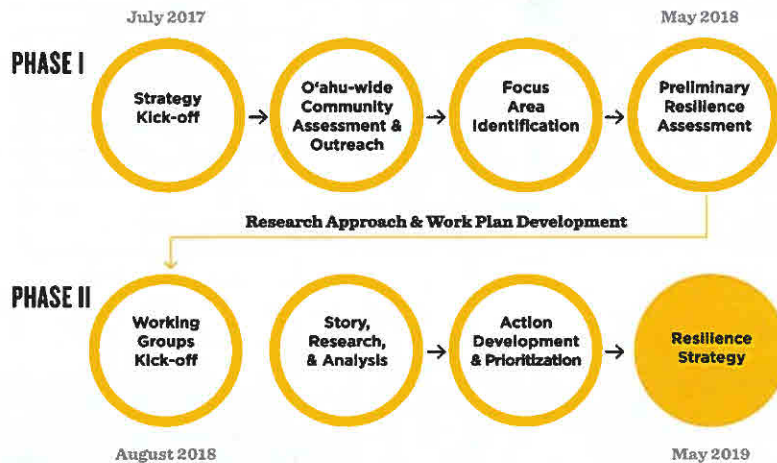 July 2017
May 2018
PHASE I
Strategy
Kick-off
O‘ahu-wide
Community
Assessment &
Outreach
Focus
Area
Identification
Preliminary
Resilience
Assessment
Research Approach & Work Plan Development
PHASE II
Working
Groups
Kick-off
Story,
Research,
& Analysis
Action
Development
& Prioritization
Resilience
Strategy
August 2018
May 2019